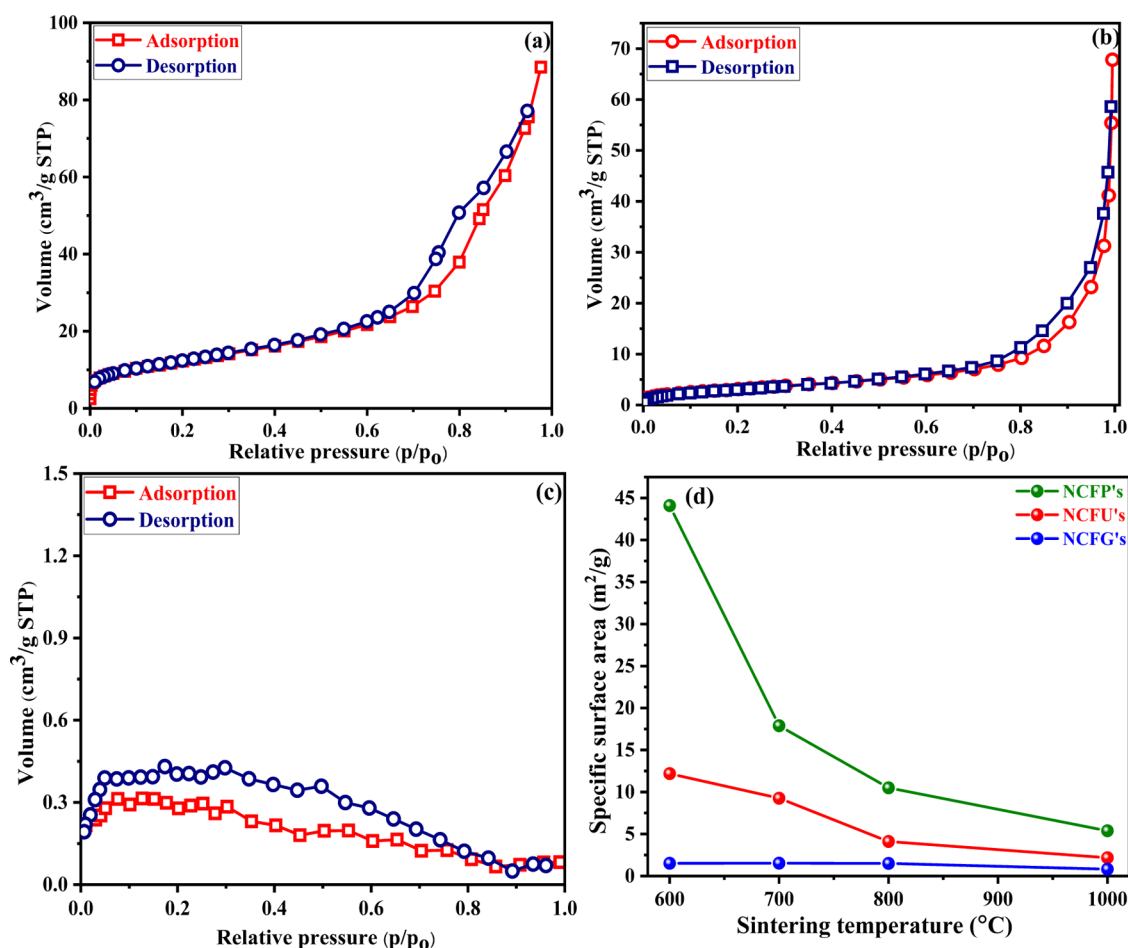 (a)
Adsorption
Desorption
Volume (cm³/g STP)
100
80
60
40
20
0
0.0 0.2 0.4 0.6 0.8 1.0
Relative pressure (p/p₀)
(b)
Adsorption
Desorption
Volume (cm³/g STP)
70
60
50
40
30
20
10
0
0.0 0.2 0.4 0.6 0.8 1.0
Relative pressure (p/p₀)
(c)
Adsorption
Desorption
Volume (cm³/g STP)
1.5
1.2
0.9
0.6
0.3
0.0
0.0 0.2 0.4 0.6 0.8 1.0
Relative pressure (p/p₀)
(d)
NCFP's
NCFU's
NCFG's
Specific surface area (m²/g)
45
40
35
30
25
20
15
10
5
0
600 700 800 900 1000
Sintering temperature (°C)